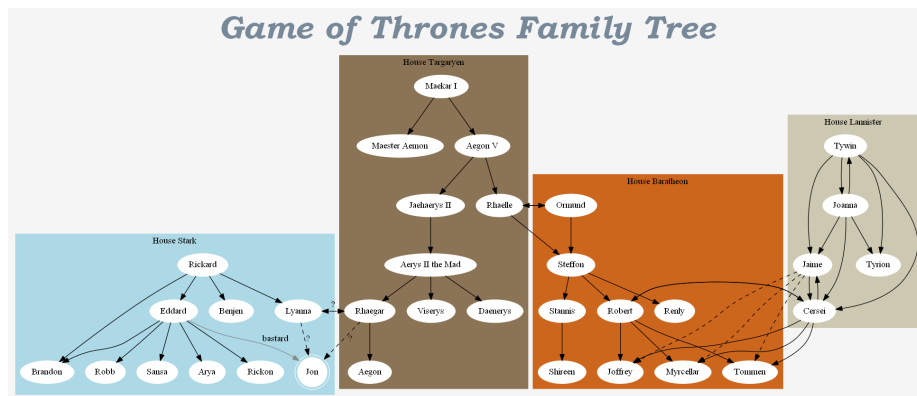 Game of Thrones Family Tree
House Targaryen
Maekar I
House Lannister
Maester Aemon
Aegon V
Tywin
House Baratheon
Jaehaerys II
Rhaelle
Ormund
Joanna
House Stark
Rickard
Aerys II the Mad
Steffon
Jaime
Tyrion
Eddard
Benjen
Lyanna
?
Rhaegar
Viserys
Daenerys
Stannis
Robert
Renly
Cersei
bastard
?
?
Brandon
Robb
Sansa
Arya
Rickon
Jon
Aegon
Shireen
Joffrey
Myrcellar
Tommen